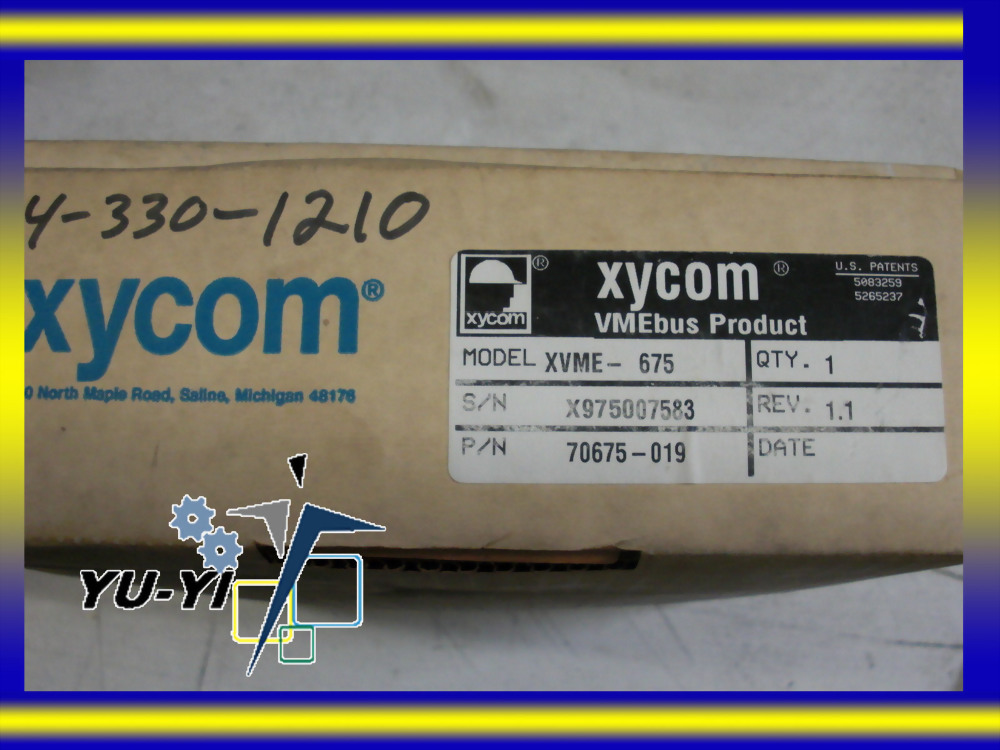 4-330-1210
xycom®
0 North Maple Road, Saline, Michigan 48176
xycom ®
xycom ®
VMEbus Product
U.S. PATENTS
5083259
5265237
MODEL XVME- 675
QTY. 1
S/N X975007583
REV. 1.1
P/N 70675-019
DATE
YU-YI